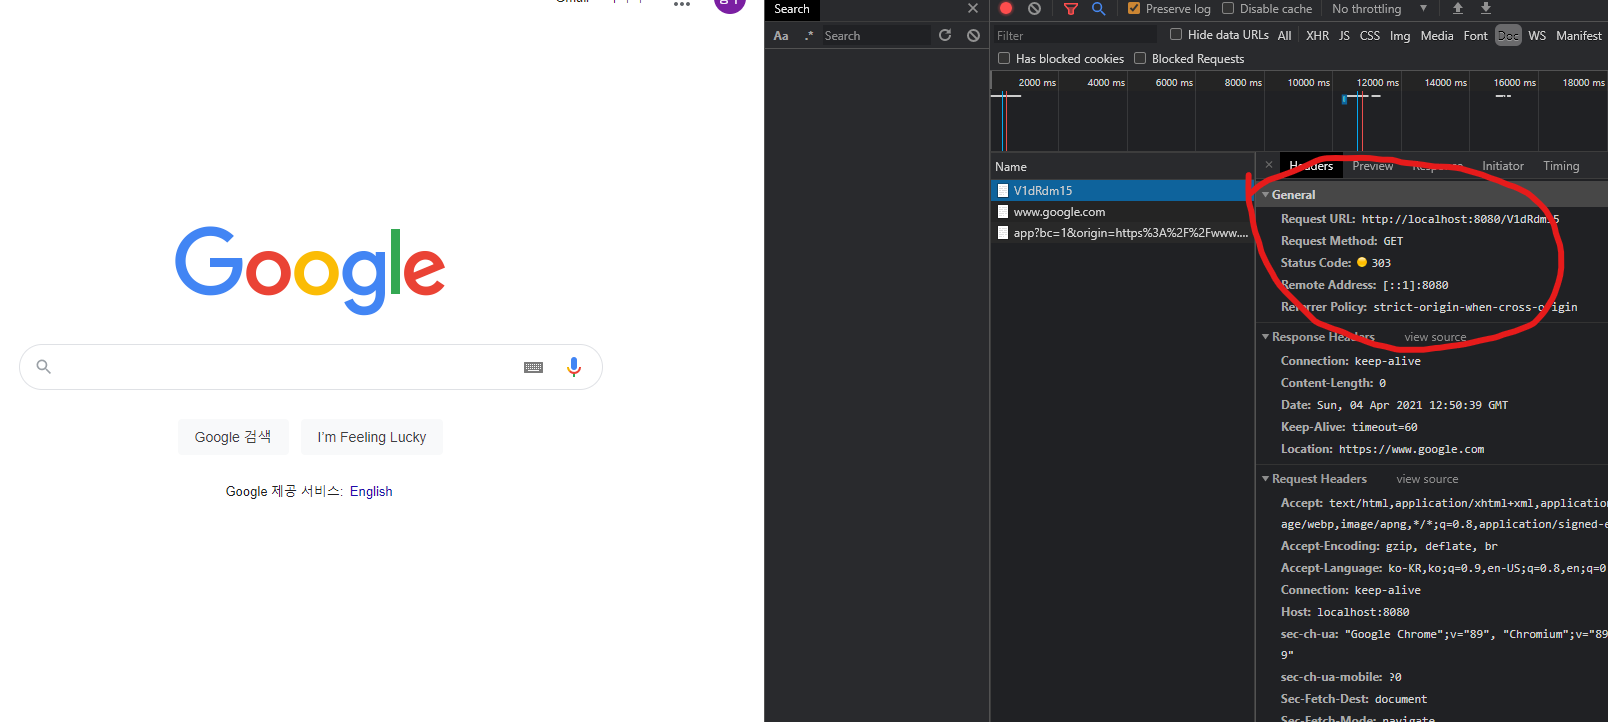 Search
Aa .* Search
Preserve log Disable cache No throttling
Filter Hide data URLs All XHR JS CSS Img Media Font Doc WS Manifest
Has blocked cookies Blocked Requests
2000 ms 4000 ms 6000 ms 8000 ms 10000 ms 12000 ms 14000 ms 16000 ms 18000 ms
Name
V1dRdm15
www.google.com
app?bc=1&origin=https%3A%2F%2Fwww....
Headers Preview Response Initiator Timing
General
Request URL: http://localhost:8080/V1dRdm15
Request Method: GET
Status Code: 303
Remote Address: [::1]:8080
Referrer Policy: strict-origin-when-cross-origin
Response Headers view source
Connection: keep-alive
Content-Length: 0
Date: Sun, 04 Apr 2021 12:50:39 GMT
Keep-Alive: timeout=60
Location: https://www.google.com
Request Headers view source
Accept: text/html,application/xhtml+xml,application
age/webp,image/apng,*/*;q=0.8,application/signed-e
Accept-Encoding: gzip, deflate, br
Accept-Language: ko-KR,ko;q=0.9,en-US;q=0.8,en;q=0
Connection: keep-alive
Host: localhost:8080
sec-ch-ua: "Google Chrome";v="89", "Chromium";v="89
9"
sec-ch-ua-mobile: ?0
Sec-Fetch-Dest: document
Sec-Fetch-Mode: navigate
Google
Google 검색
I'm Feeling Lucky
Google 제공 서비스: English